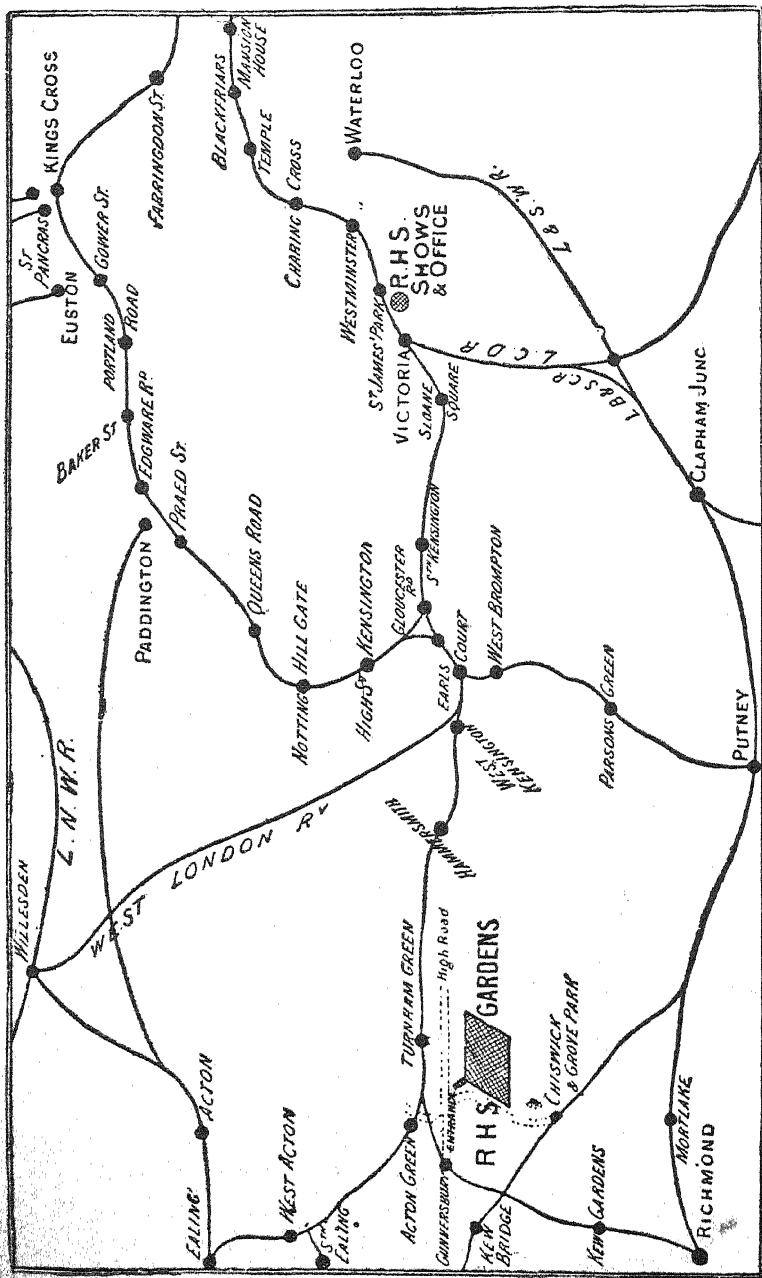 KINGS CROSS
ST
PANCRAS
EUSTON
GOWER ST.
FARRINGDON ST.
PORTLAND
ROAD
BAKER ST
EDGWARE RD
PRAED ST.
PADDINGTON
QUEENS ROAD
NOTTING HILL GATE
HIGH ST KENSINGTON
GLOUCESTER
RD
STH KENSINGTON
EARLS
COURT
WEST BROMPTON
PARSONS GREEN
PUTNEY
BLACKFRIARS
MANSION
HOUSE
TEMPLE
CHARING CROSS
WATERLOO
WESTMINSTER "
R.H.S.
SHOWS
& OFFICE
ST JAMES' PARK
VICTORIA
SLOANE
SQUARE
L & S. W. R.
L. C. D R
L B & S C R
CLAPHAM JUNC
WILLESDEN
L. N. W. R.
WEST LONDON RY
WEST
KENSINGTON
HAMMERSMITH
TURNHAM GREEN
High Road
R H S GARDENS
ENTRANCE
CHISWICK
& GROVE PARK
ACTON
EALING
WEST ACTON
STH
EALING
ACTON GREEN
GUNNERSBURY
KEW
BRIDGE
KEW GARDENS
MORTLAKE
RICHMOND